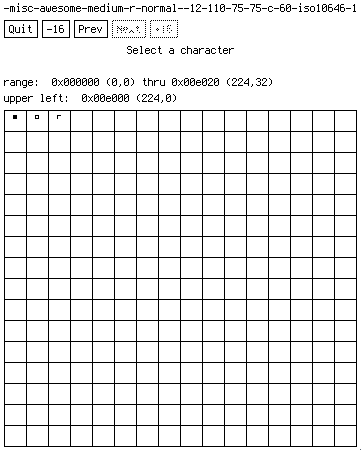 -misc-awesome-medium-r-normal--12-110-75-75-c-60-iso10646-1
Quit -16 Prev Next +16
Select a character
range: 0x000000 (0,0) thru 0x00e020 (224,32)
upper left: 0x00e000 (224,0)